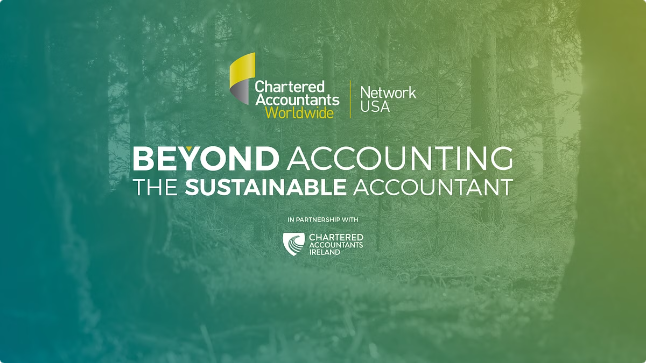 Chartered
Accountants
Worldwide
Network
USA
BEYOND ACCOUNTING
THE SUSTAINABLE ACCOUNTANT
IN PARTNERSHIP WITH
CHARTERED
ACCOUNTANTS
IRELAND